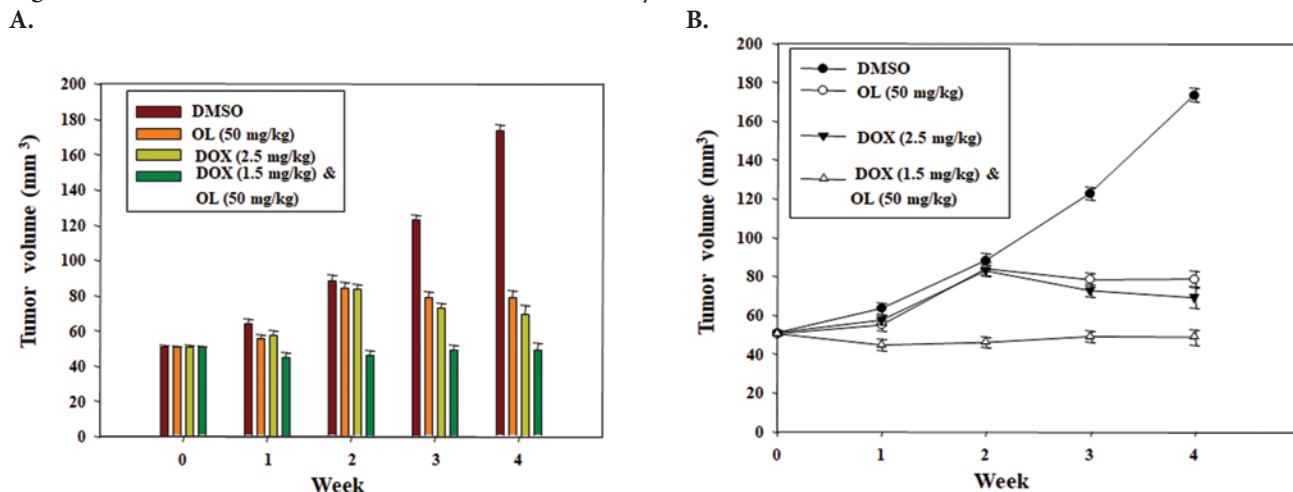 A.
200
180
160
140
120
100
80
60
40
20
0
Tumor volume (mm³)
DMSO
OL (50 mg/kg)
DOX (2.5 mg/kg)
DOX (1.5 mg/kg) &
OL (50 mg/kg)
0 1 2 3 4
Week
B.
200
180
160
140
120
100
80
60
40
20
0
Tumor volume (mm³)
DMSO
OL (50 mg/kg)
DOX (2.5 mg/kg)
DOX (1.5 mg/kg) &
OL (50 mg/kg)
0 1 2 3 4
Week